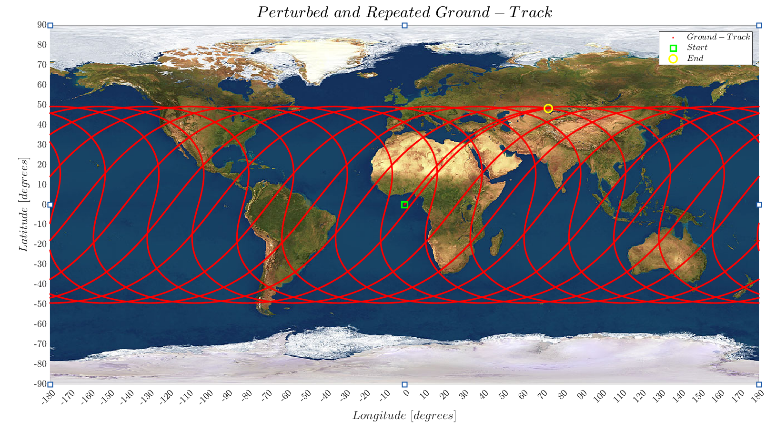 Perturbed and Repeated Ground − Track
90
80
70
60
50
40
30
20
10
0
-10
-20
-30
-40
-50
-60
-70
-80
-90
Latitude [degrees]
Ground − Track
Start
End
-180 -170 -160 -150 -140 -130 -120 -110 -100 -90 -80 -70 -60 -50 -40 -30 -20 -10 0 10 20 30 40 50 60 70 80 90 100 110 120 130 140 150 160 170 180
Longitude [degrees]